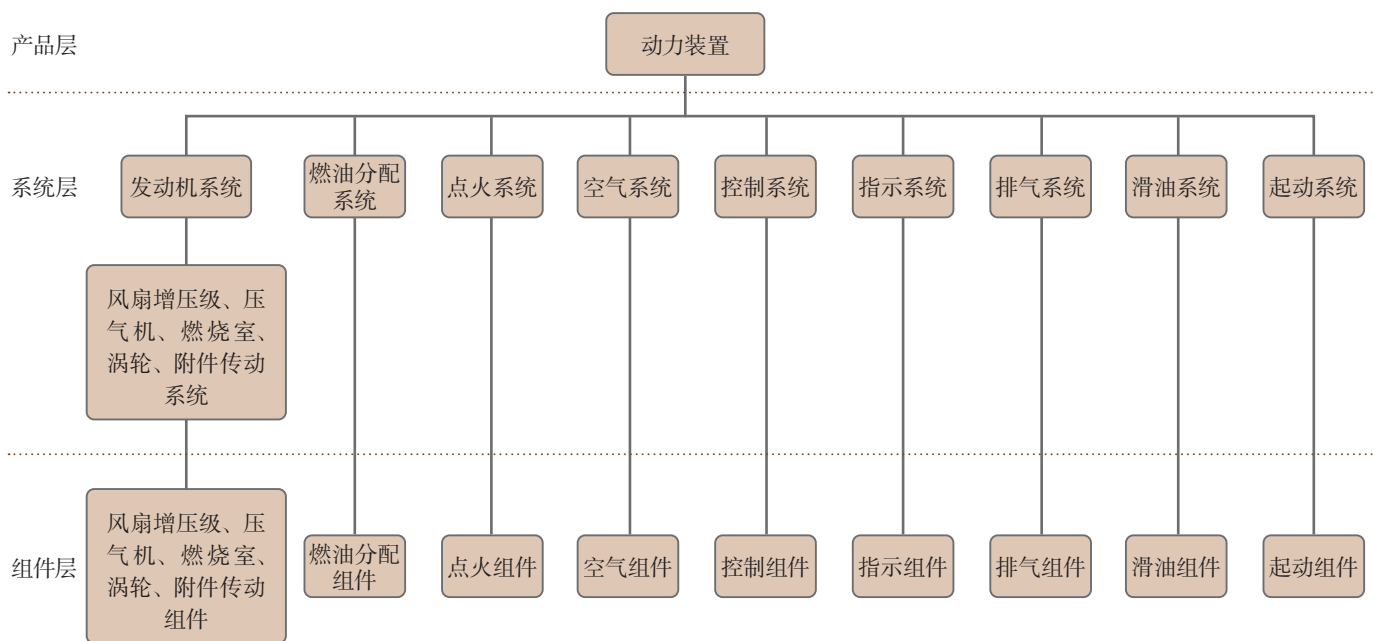 产品层
动力装置
系统层
发动机系统
燃油分配
系统
点火系统
空气系统
控制系统
指示系统
排气系统
滑油系统
起动系统
风扇增压级、压
气机、燃烧室、
涡轮、附件传动
系统
组件层
风扇增压级、压
气机、燃烧室、
涡轮、附件传动
组件
燃油分配
组件
点火组件
空气组件
控制组件
指示组件
排气组件
滑油组件
起动组件